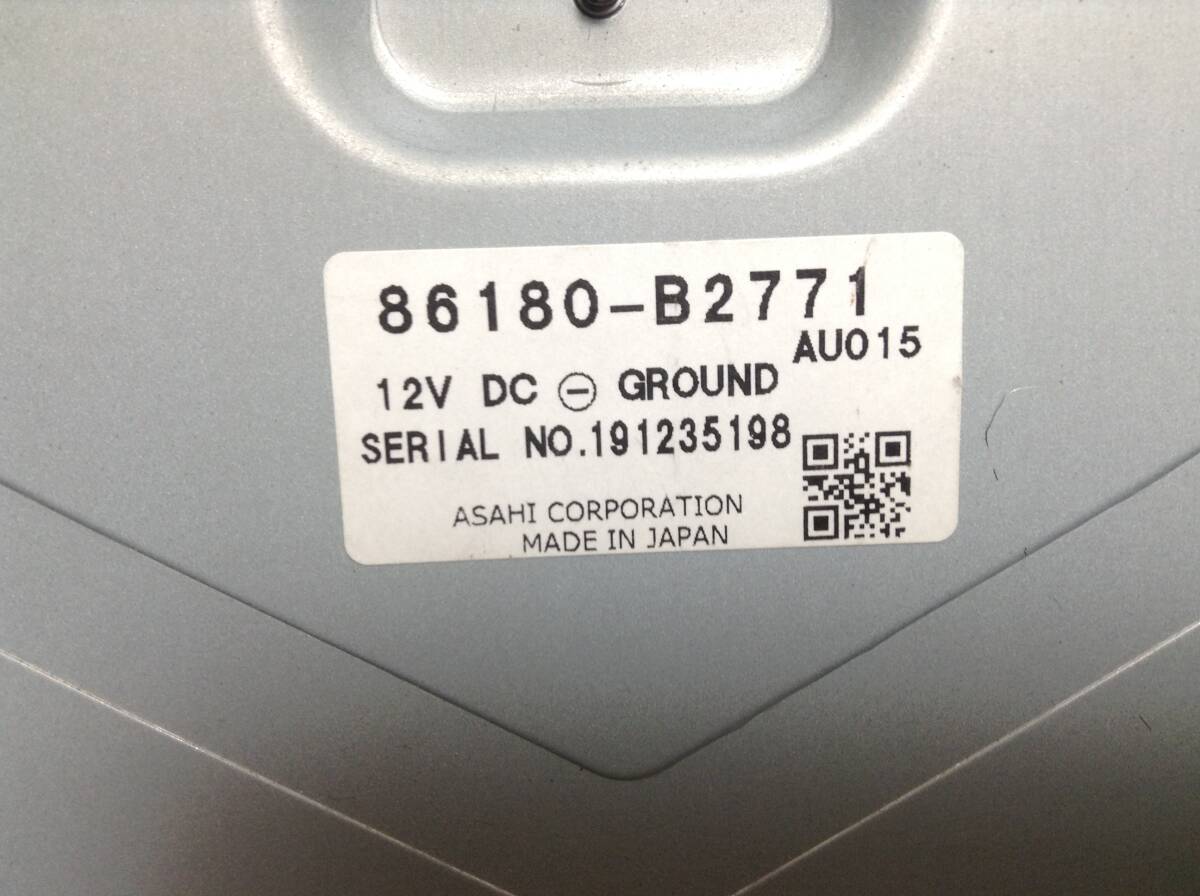 86180-B2771
AU015
12V DC ⊖ GROUND
SERIAL NO.191235198
ASAHI CORPORATION
MADE IN JAPAN